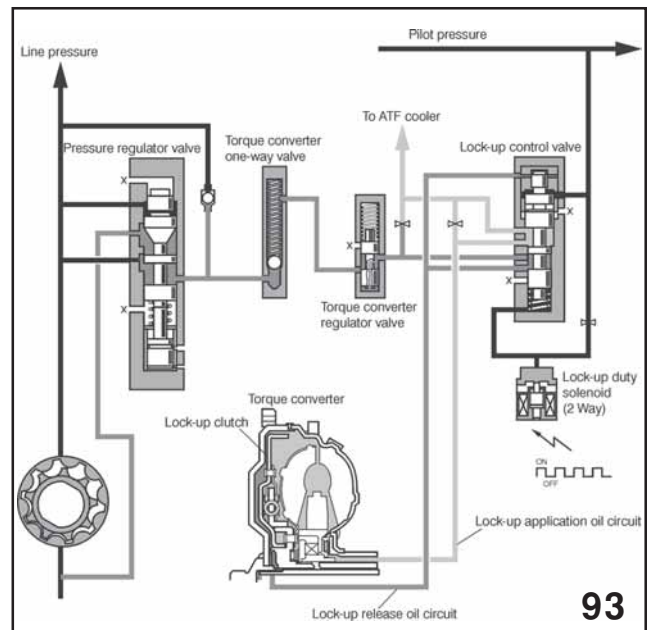 Pilot pressure
Line pressure
To ATF cooler
Pressure regulator valve
Torque converter
one-way valve
Lock-up control valve
X
X
X
X
X
Torque converter
regulator valve
Lock-up duty
solenoid
(2 Way)
Torque converter
Lock-up clutch
ON
OFF
Lock-up application oil circuit
Lock-up release oil circuit
93